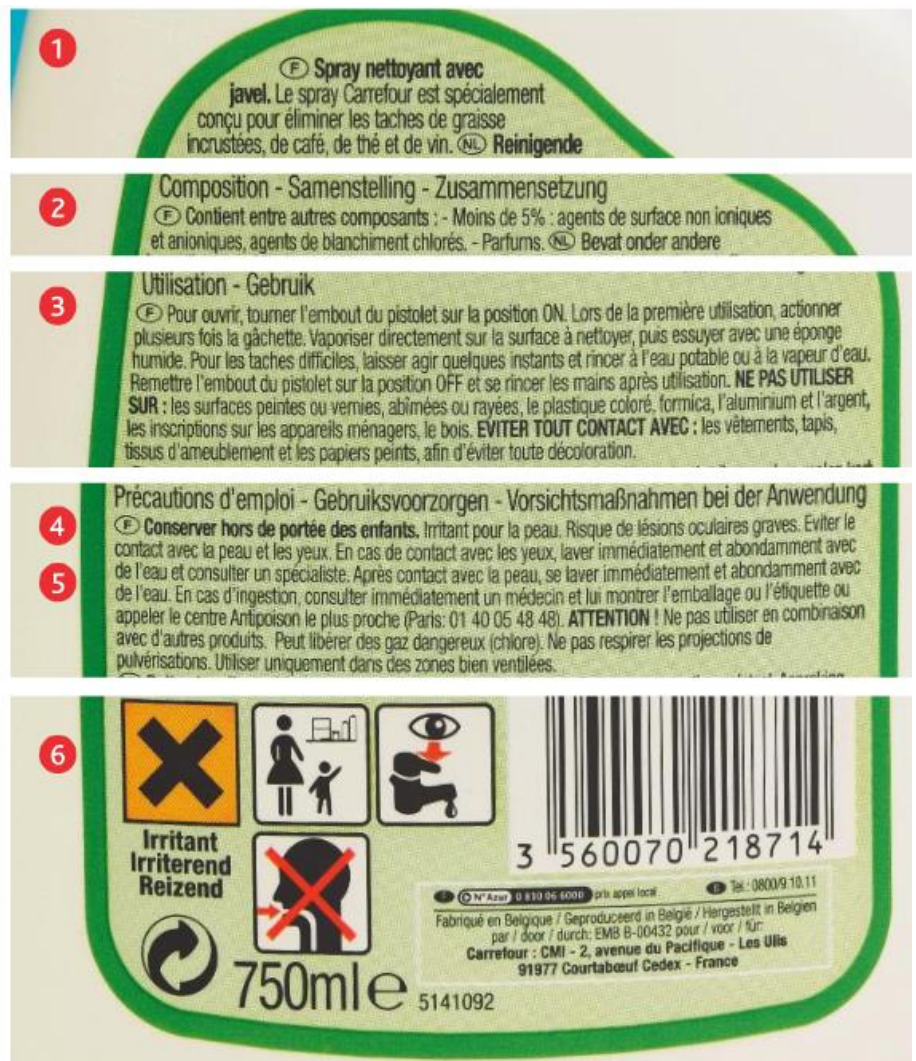 1
F Spray nettoyant avec
javel. Le spray Carrefour est spécialement
conçu pour éliminer les taches de graisse
incrustées, de café, de thé et de vin. NL Reinigende
2
Composition - Samenstelling - Zusammensetzung
F Contient entre autres composants : - Moins de 5% : agents de surface non ioniques
et anioniques, agents de blanchiment chlorés. - Parfums. NL Bevat onder andere
3
Utilisation - Gebruik
F Pour ouvrir, tourner l'embout du pistolet sur la position ON. Lors de la première utilisation, actionner
plusieurs fois la gâchette. Vaporiser directement sur la surface à nettoyer, puis essuyer avec une éponge
humide. Pour les taches difficiles, laisser agir quelques instants et rincer à l'eau potable ou à la vapeur d'eau.
Remettre l'embout du pistolet sur la position OFF et se rincer les mains après utilisation. NE PAS UTILISER
SUR : les surfaces peintes ou vernies, abîmées ou rayées, le plastique coloré, formica, l'aluminium et l'argent,
les inscriptions sur les appareils ménagers, le bois. EVITER TOUT CONTACT AVEC : les vêtements, tapis,
tissus d'ameublement et les papiers peints, afin d'éviter toute décoloration.
Précautions d'emploi - Gebruiksvoorzorgen - Vorsichtsmaßnahmen bei der Anwendung
4
F Conserver hors de portée des enfants. Irritant pour la peau. Risque de lésions oculaires graves. Eviter le
contact avec la peau et les yeux. En cas de contact avec les yeux, laver immédiatement et abondamment avec
5
de l'eau et consulter un spécialiste. Après contact avec la peau, se laver immédiatement et abondamment avec
de l'eau. En cas d'ingestion, consulter immédiatement un médecin et lui montrer l'emballage ou l'étiquette ou
appeler le centre Antipoison le plus proche (Paris: 01 40 05 48 48). ATTENTION ! Ne pas utiliser en combinaison
avec d'autres produits. Peut libérer des gaz dangereux (chlore). Ne pas respirer les projections de
pulvérisations. Utiliser uniquement dans des zones bien ventilées.
6
Irritant
Irriterend
Reizend
3 560070 218714
F N°Azur 0 810 06 6000 prix appel local B Tel.: 0800/9.10.11
Fabriqué en Belgique / Geproduceerd in België / Hergestellt in Belgien
par / door / durch: EMB B-00432 pour / voor / für:
Carrefour : CMI - 2, avenue du Pacifique - Les Ulis
91977 Courtabœuf Cedex - France
750ml e 5141092